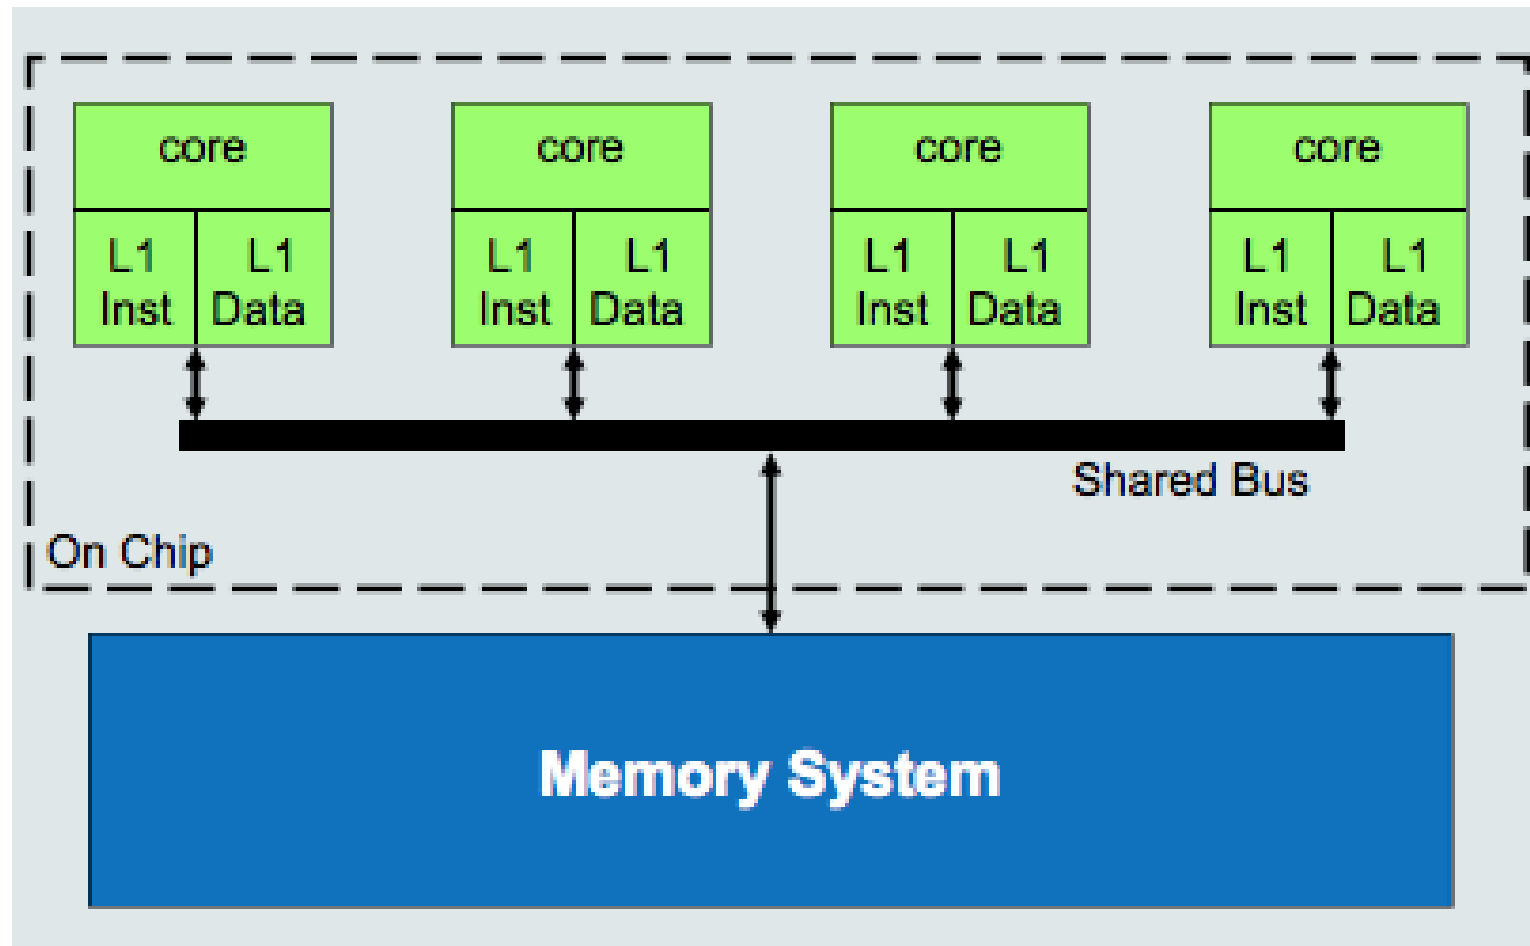 core
core
core
core
L1
Inst
L1
Data
L1
Inst
L1
Data
L1
Inst
L1
Data
L1
Inst
L1
Data
Shared Bus
On Chip
Memory System